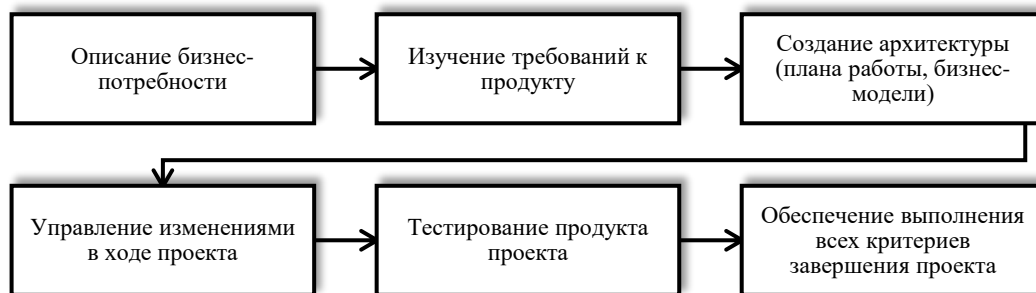 Описание бизнес-
потребности
Изучение требований к
продукту
Создание архитектуры
(плана работы, бизнес-
модели)
Управление изменениями
в ходе проекта
Тестирование продукта
проекта
Обеспечение выполнения
всех критериев
завершения проекта